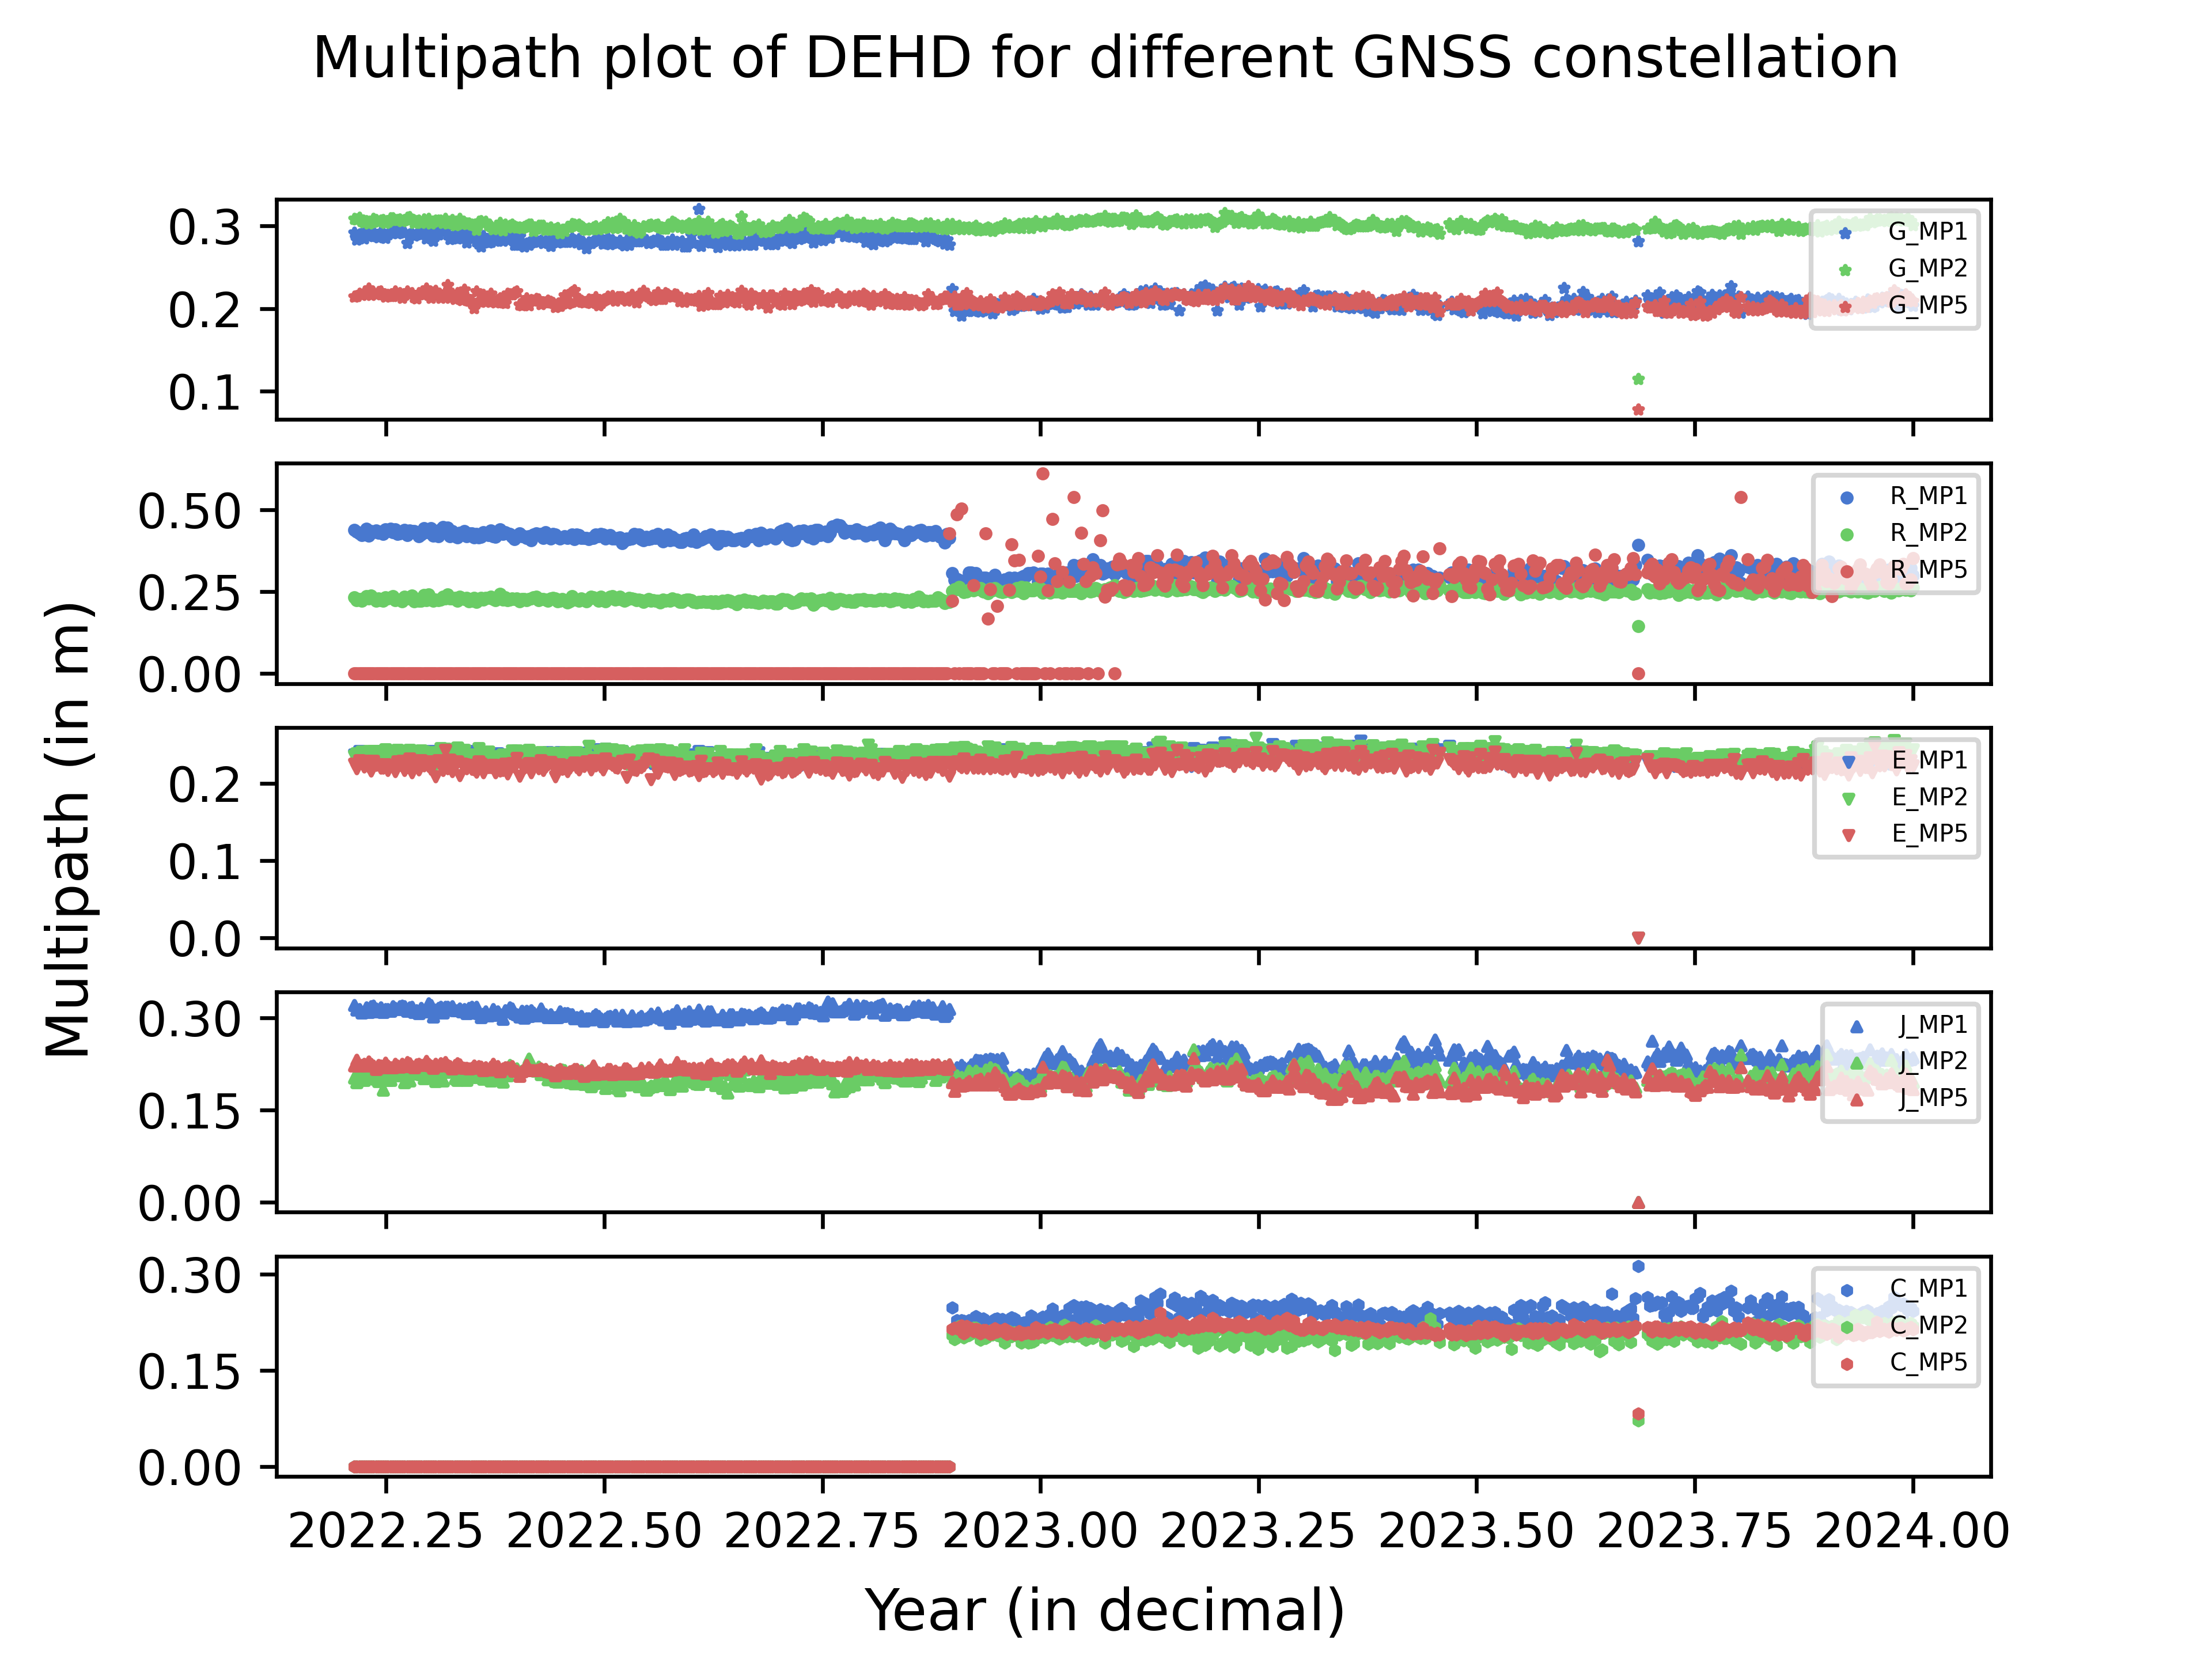 Multipath plot of DEHD for different GNSS constellation
0.3
0.2
0.1
G_MP1
G_MP2
G_MP5
0.50
0.25
0.00
R_MP1
R_MP2
R_MP5
0.2
0.1
0.0
E_MP1
E_MP2
E_MP5
0.30
0.15
0.00
J_MP1
J_MP2
J_MP5
0.30
0.15
0.00
C_MP1
C_MP2
C_MP5
Multipath (in m)
2022.25 2022.50 2022.75 2023.00 2023.25 2023.50 2023.75 2024.00
Year (in decimal)